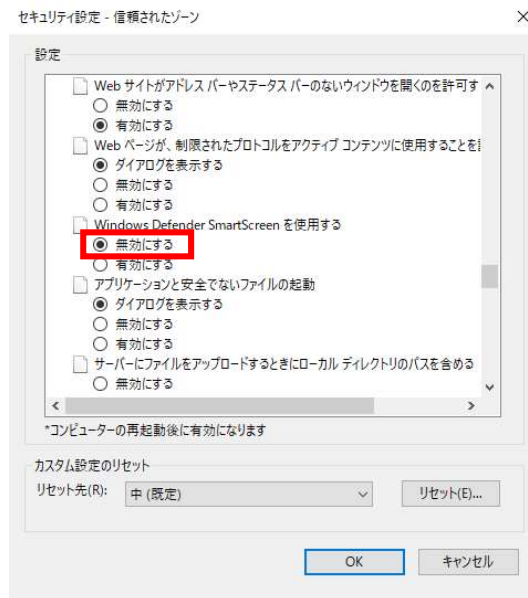 セキュリティ設定 - 信頼されたゾーン
設定
Web サイトがアドレス バーやステータス バーのないウィンドウを開くのを許可す
無効にする
有効にする
Web ページが、制限されたプロトコルをアクティブ コンテンツに使用することを
ダイアログを表示する
無効にする
有効にする
Windows Defender SmartScreen を使用する
無効にする
有効にする
アプリケーションと安全でないファイルの起動
ダイアログを表示する
無効にする
有効にする
サーバーにファイルをアップロードするときにローカル ディレクトリのパスを含める
無効にする
*コンピューターの再起動後に有効になります
カスタム設定のリセット
リセット先(R): 中 (既定) リセット(E)...
OK キャンセル